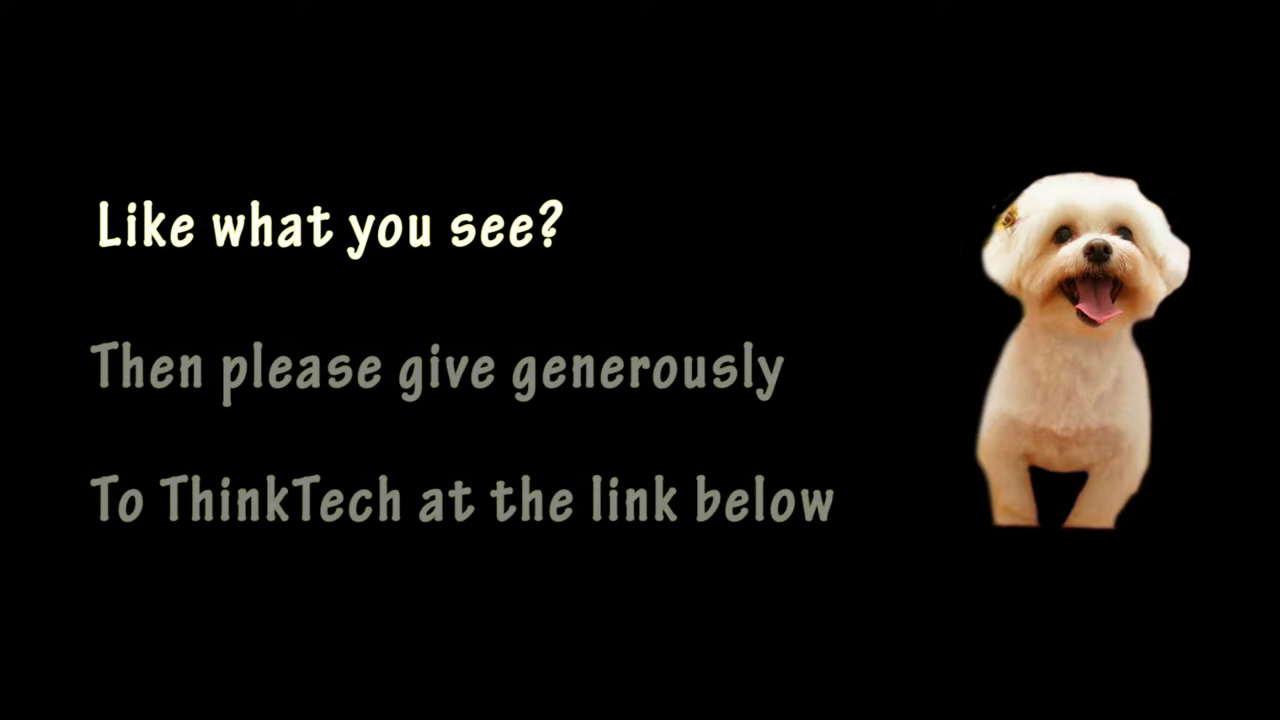 Like what you see?
Then please give generously
To ThinkTech at the link below